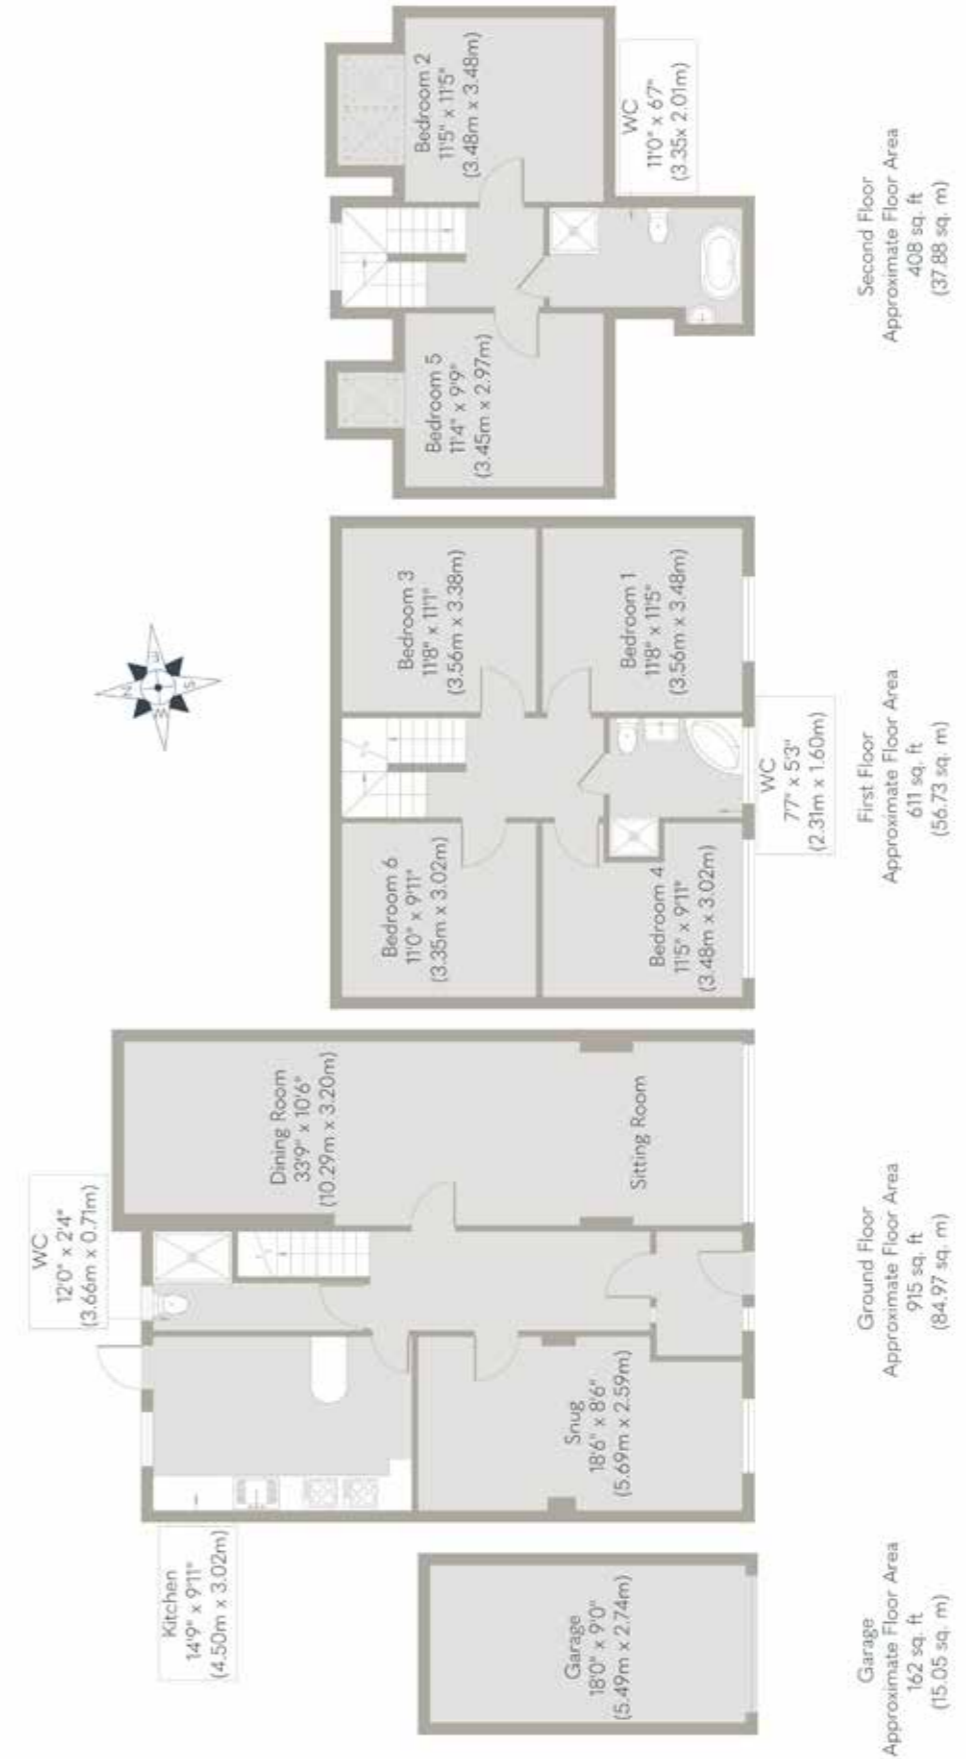 Kitchen
14'9" x 9'11"
(4.50m x 3.02m)
WC
12'0" x 2'4"
(3.66m x 0.71m)
Dining Room
33'9" x 10'6"
(10.29m x 3.20m)
Sitting Room
Snug
18'6" x 8'6"
(5.69m x 2.59m)
Garage
18'0" x 9'0"
(5.49m x 2.74m)
N
E
S
W
Bedroom 6
11'0" x 9'11"
(3.35m x 3.02m)
Bedroom 3
11'8" x 11'1"
(3.56m x 3.38m)
Bedroom 4
11'5" x 9'11"
(3.48m x 3.02m)
Bedroom 1
11'8" x 11'5"
(3.56m x 3.48m)
WC
7'7" x 5'3"
(2.31m x 1.60m)
Bedroom 5
11'4" x 9'9"
(3.45m x 2.97m)
Bedroom 2
11'5" x 11'5"
(3.48m x 3.48m)
WC
11'0" x 6'7"
(3.35x 2.01m)
Garage
Approximate Floor Area
162 sq. ft
(15.05 sq. m)
Ground Floor
Approximate Floor Area
915 sq. ft
(84.97 sq. m)
First Floor
Approximate Floor Area
611 sq. ft
(56.73 sq. m)
Second Floor
Approximate Floor Area
408 sq. ft
(37.88 sq. m)